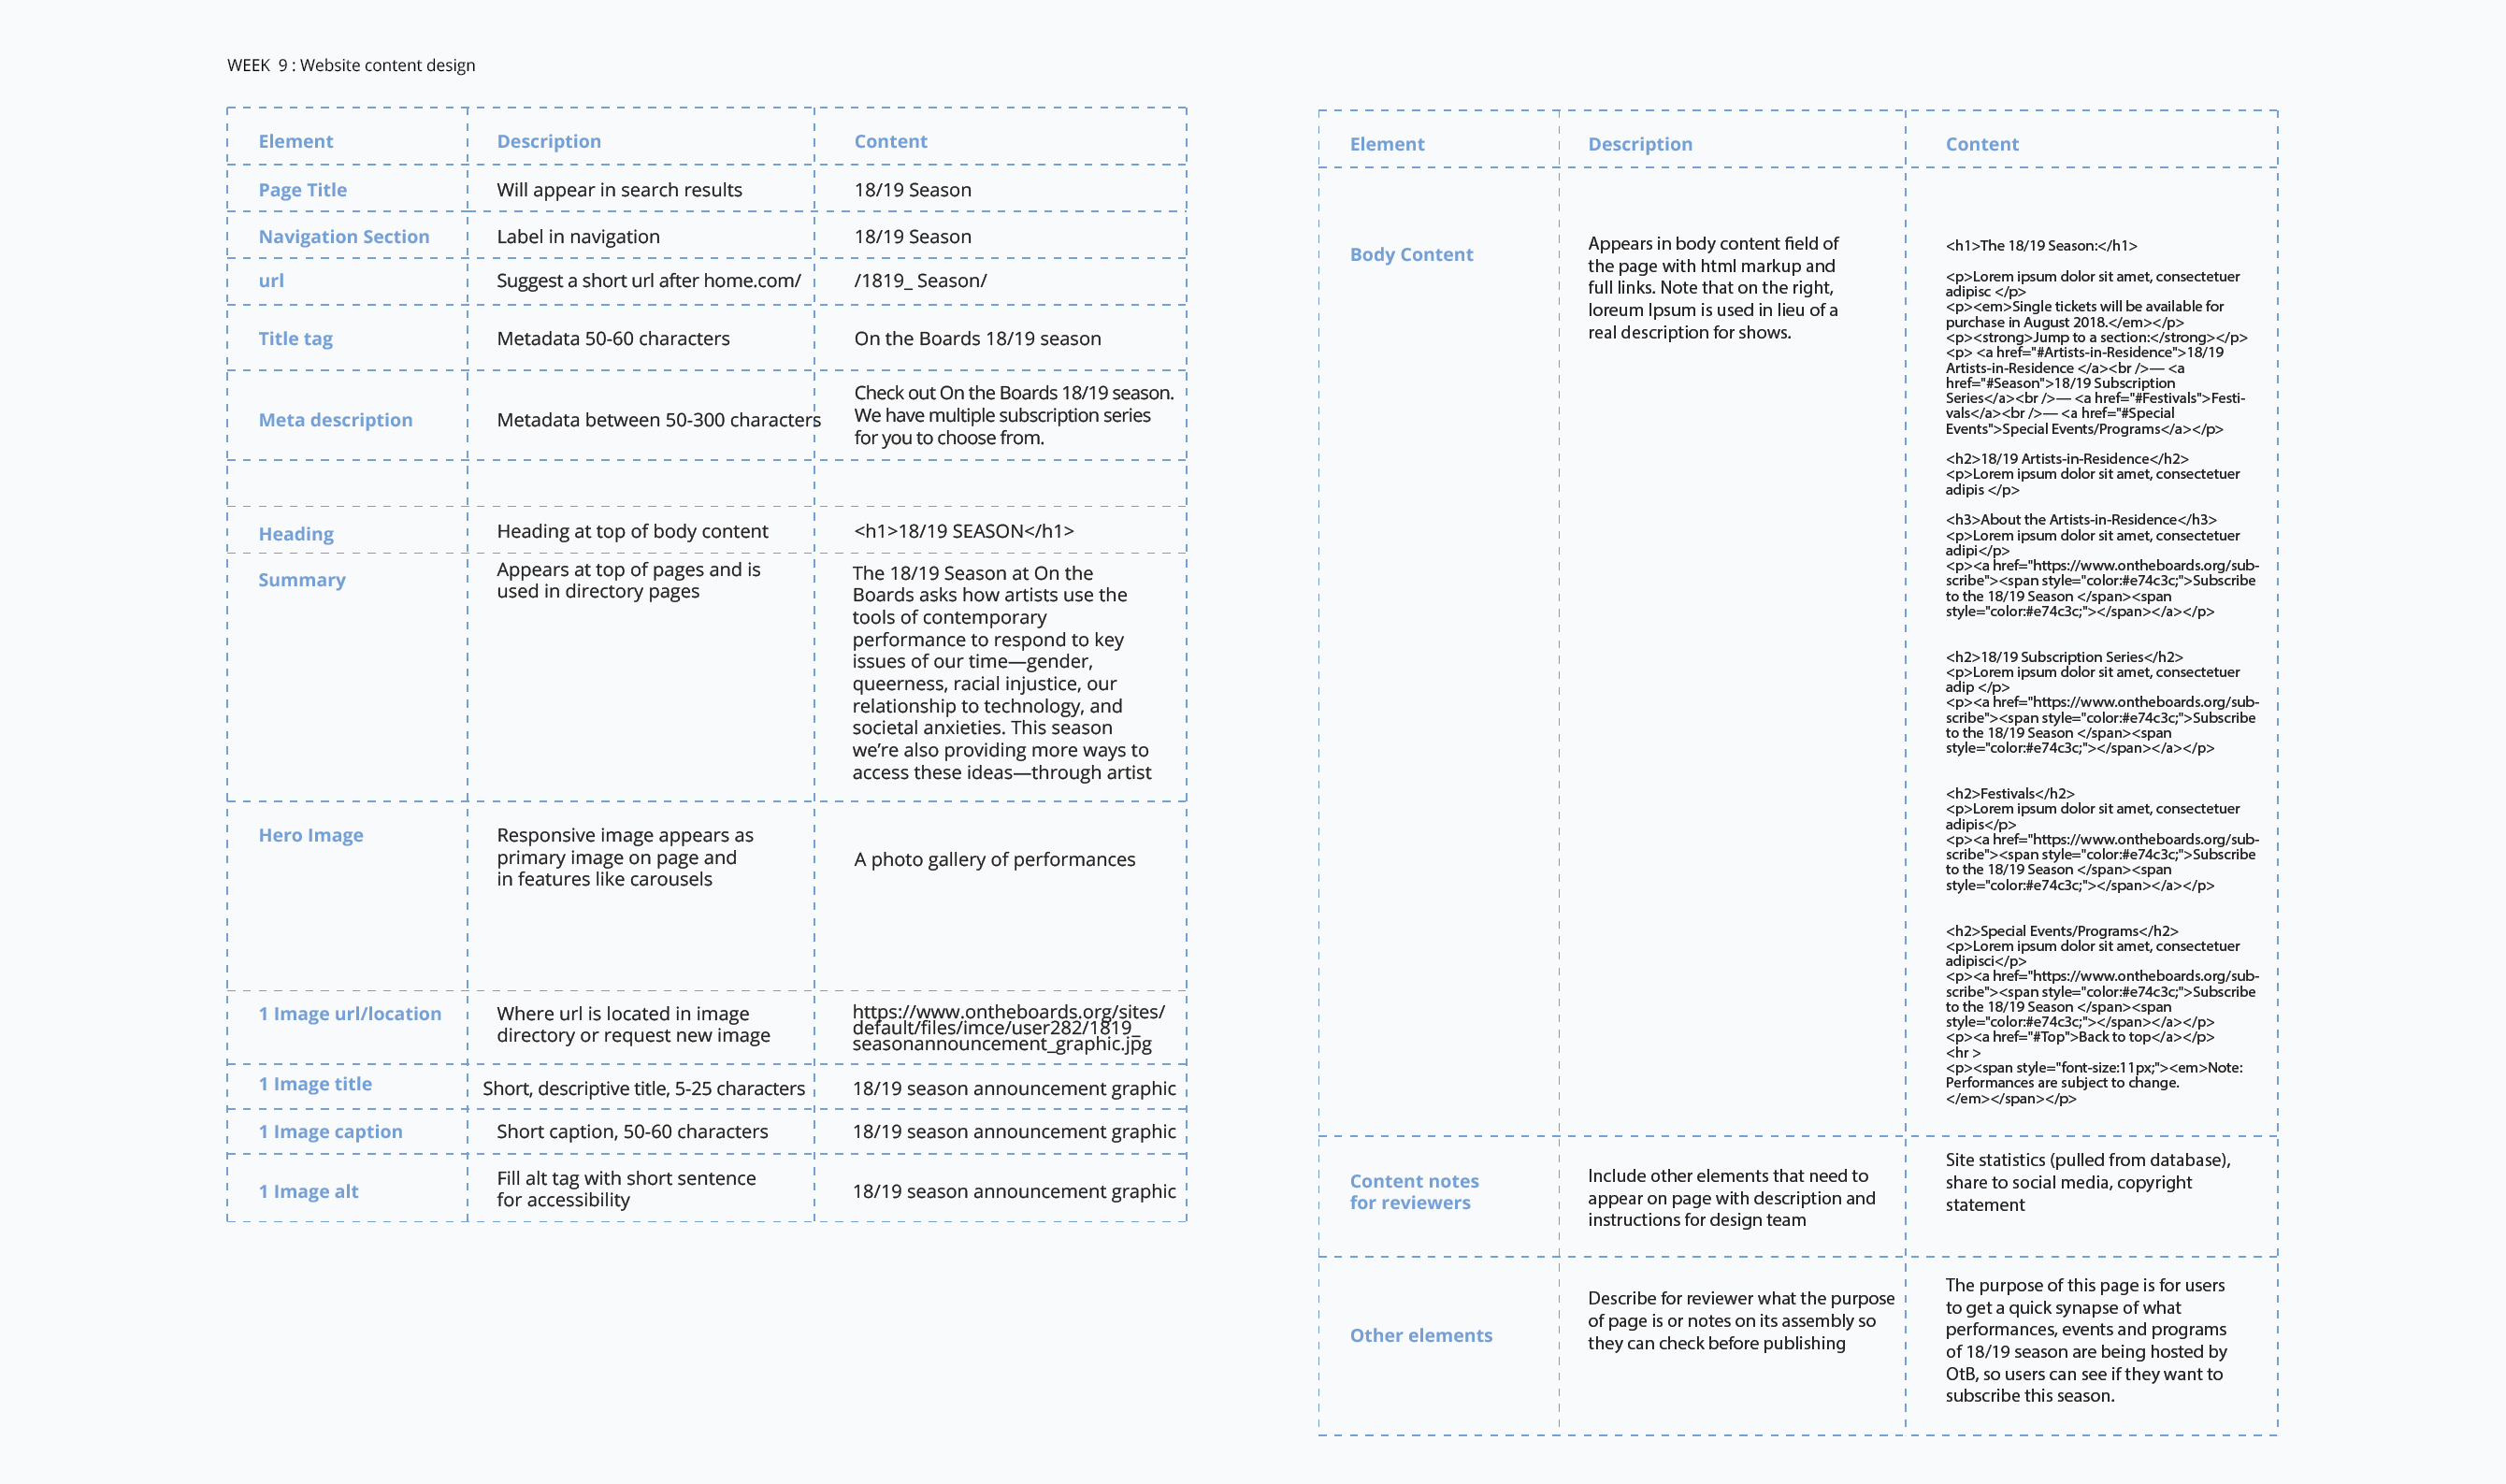 WEEK  9 : Website content design
Element
Description
Content
Page Title
Will appear in search results
18/19 Season
Navigation Section
Label in navigation
18/19 Season
url
Suggest a short url after home.com/
/1819_ Season/
Title tag
Metadata 50-60 characters
On the Boards 18/19 season
Meta description
Metadata between 50-300 characters
Check out On the Boards 18/19 season.
We have multiple subscription series
for you to choose from.
Heading
Heading at top of body content
<h1>18/19 SEASON</h1>
Summary
Appears at top of pages and is
used in directory pages
The 18/19 Season at On the
Boards asks how artists use the
tools of contemporary
performance to respond to key
issues of our time—gender,
queerness, racial injustice, our
relationship to technology, and
societal anxieties. This season
we're also providing more ways to
access these ideas—through artist
Hero Image
Responsive image appears as
primary image on page and
in features like carousels
A photo gallery of performances
1 Image url/location
Where url is located in image
directory or request new image
https://www.ontheboards.org/sites/
default/files/imce/user282/1819_
seasonannouncement_graphic.jpg
1 Image title
Short, descriptive title, 5-25 characters
18/19 season announcement graphic
1 Image caption
Short caption, 50-60 characters
18/19 season announcement graphic
1 Image alt
Fill alt tag with short sentence
for accessibility
18/19 season announcement graphic
Element
Description
Content
Body Content
Appears in body content field of
the page with html markup and
full links. Note that on the right,
loreum Ipsum is used in lieu of a
real description for shows.
<h1>The 18/19 Season:</h1>
<p>Lorem ipsum dolor sit amet, consectetuer
adipisc </p>
<p><em>Single tickets will be available for
purchase in August 2018.</em></p>
<p><strong>Jump to a section:</strong></p>
<p> <a href="#Artists-in-Residence">18/19
Artists-in-Residence </a><br />— <a
href="#Season">18/19 Subscription
Series</a><br />— <a href="#Festivals">Festi-
vals</a><br />— <a href="#Special
Events">Special Events/Programs</a></p>
<h2>18/19 Artists-in-Residence</h2>
<p>Lorem ipsum dolor sit amet, consectetuer
adipis </p>
<h3>About the Artists-in-Residence</h3>
<p>Lorem ipsum dolor sit amet, consectetuer
adipi</p>
<p><a href="https://www.ontheboards.org/sub-
scribe"><span style="color:#e74c3c;">Subscribe
to the 18/19 Season </span><span
style="color:#e74c3c;"></span></a></p>
<h2>18/19 Subscription Series</h2>
<p>Lorem ipsum dolor sit amet, consectetuer
adip </p>
<p><a href="https://www.ontheboards.org/sub-
scribe"><span style="color:#e74c3c;">Subscribe
to the 18/19 Season </span><span
style="color:#e74c3c;"></span></a></p>
<h2>Festivals</h2>
<p>Lorem ipsum dolor sit amet, consectetuer
adipis</p>
<p><a href="https://www.ontheboards.org/sub-
scribe"><span style="color:#e74c3c;">Subscribe
to the 18/19 Season </span><span
style="color:#e74c3c;"></span></a></p>
<h2>Special Events/Programs</h2>
<p>Lorem ipsum dolor sit amet, consectetuer
adipisci</p>
<p><a href="https://www.ontheboards.org/sub-
scribe"><span style="color:#e74c3c;">Subscribe
to the 18/19 Season </span><span
style="color:#e74c3c;"></span></a></p>
<p><a href="#Top">Back to top</a></p>
<hr >
<p><span style="font-size:11px;"><em>Note:
Performances are subject to change.
</em></span></p>
Content notes
for reviewers
Include other elements that need to
appear on page with description and
instructions for design team
Site statistics (pulled from database),
share to social media, copyright
statement
Other elements
Describe for reviewer what the purpose
of page is or notes on its assembly so
they can check before publishing
The purpose of this page is for users
to get a quick synapse of what
performances, events and programs
of 18/19 season are being hosted by
OtB, so users can see if they want to
subscribe this season.